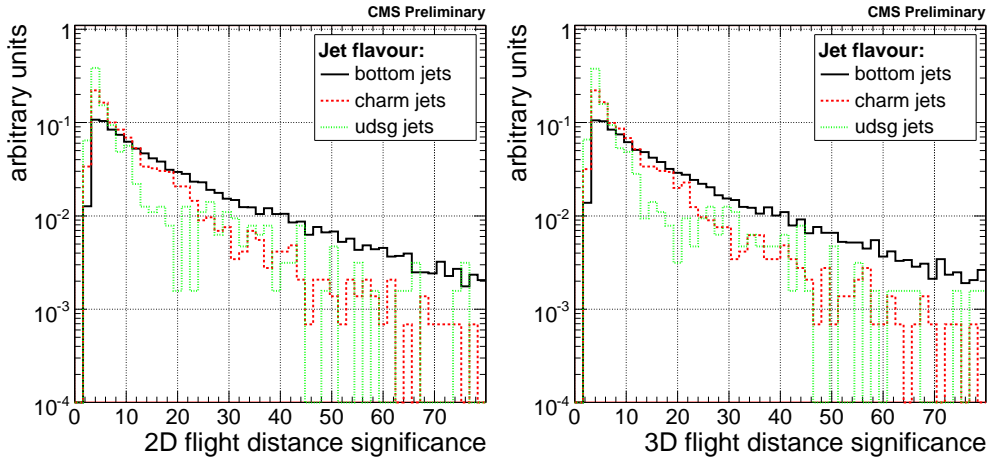 CMS Preliminary
arbitrary units
1
10⁻¹
10⁻²
10⁻³
10⁻⁴
Jet flavour:
bottom jets
charm jets
udsg jets
0 10 20 30 40 50 60 70
2D flight distance significance
CMS Preliminary
arbitrary units
1
10⁻¹
10⁻²
10⁻³
10⁻⁴
Jet flavour:
bottom jets
charm jets
udsg jets
0 10 20 30 40 50 60 70
3D flight distance significance